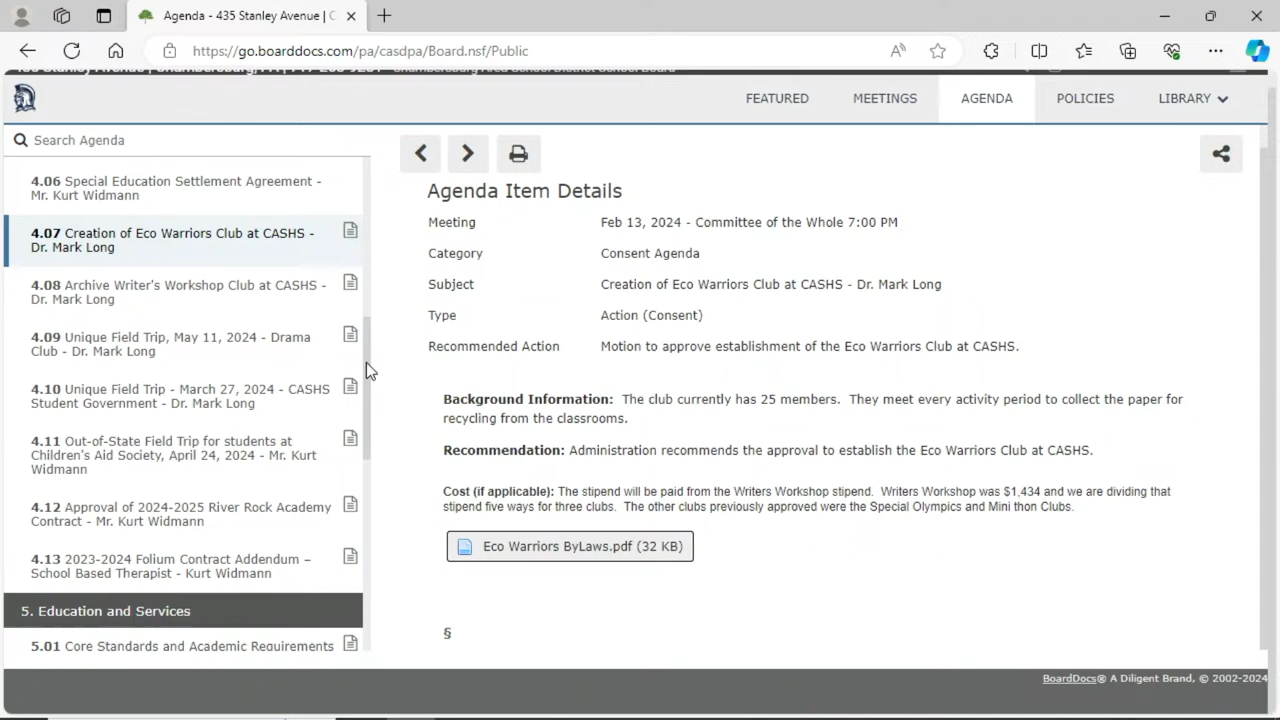 Agenda - 435 Stanley Avenue | C
https://go.boarddocs.com/pa/casdpa/Board.nsf/Public
FEATURED
MEETINGS
AGENDA
POLICIES
LIBRARY
Search Agenda
4.06 Special Education Settlement Agreement -
Mr. Kurt Widmann
4.07 Creation of Eco Warriors Club at CASHS -
Dr. Mark Long
4.08 Archive Writer's Workshop Club at CASHS -
Dr. Mark Long
4.09 Unique Field Trip, May 11, 2024 - Drama
Club - Dr. Mark Long
4.10 Unique Field Trip - March 27, 2024 - CASHS
Student Government - Dr. Mark Long
4.11 Out-of-State Field Trip for students at
Children's Aid Society, April 24, 2024 - Mr. Kurt
Widmann
4.12 Approval of 2024-2025 River Rock Academy
Contract - Mr. Kurt Widmann
4.13 2023-2024 Folium Contract Addendum –
School Based Therapist - Kurt Widmann
5. Education and Services
5.01 Core Standards and Academic Requirements
Agenda Item Details
Meeting Feb 13, 2024 - Committee of the Whole 7:00 PM
Category Consent Agenda
Subject Creation of Eco Warriors Club at CASHS - Dr. Mark Long
Type Action (Consent)
Recommended Action Motion to approve establishment of the Eco Warriors Club at CASHS.
Background Information: The club currently has 25 members. They meet every activity period to collect the paper for
recycling from the classrooms.
Recommendation: Administration recommends the approval to establish the Eco Warriors Club at CASHS.
Cost (if applicable): The stipend will be paid from the Writers Workshop stipend. Writers Workshop was $1,434 and we are dividing that
stipend five ways for three clubs. The other clubs previously approved were the Special Olympics and Mini thon Clubs.
Eco Warriors ByLaws.pdf (32 KB)
§
BoardDocs® A Diligent Brand, © 2002-2024